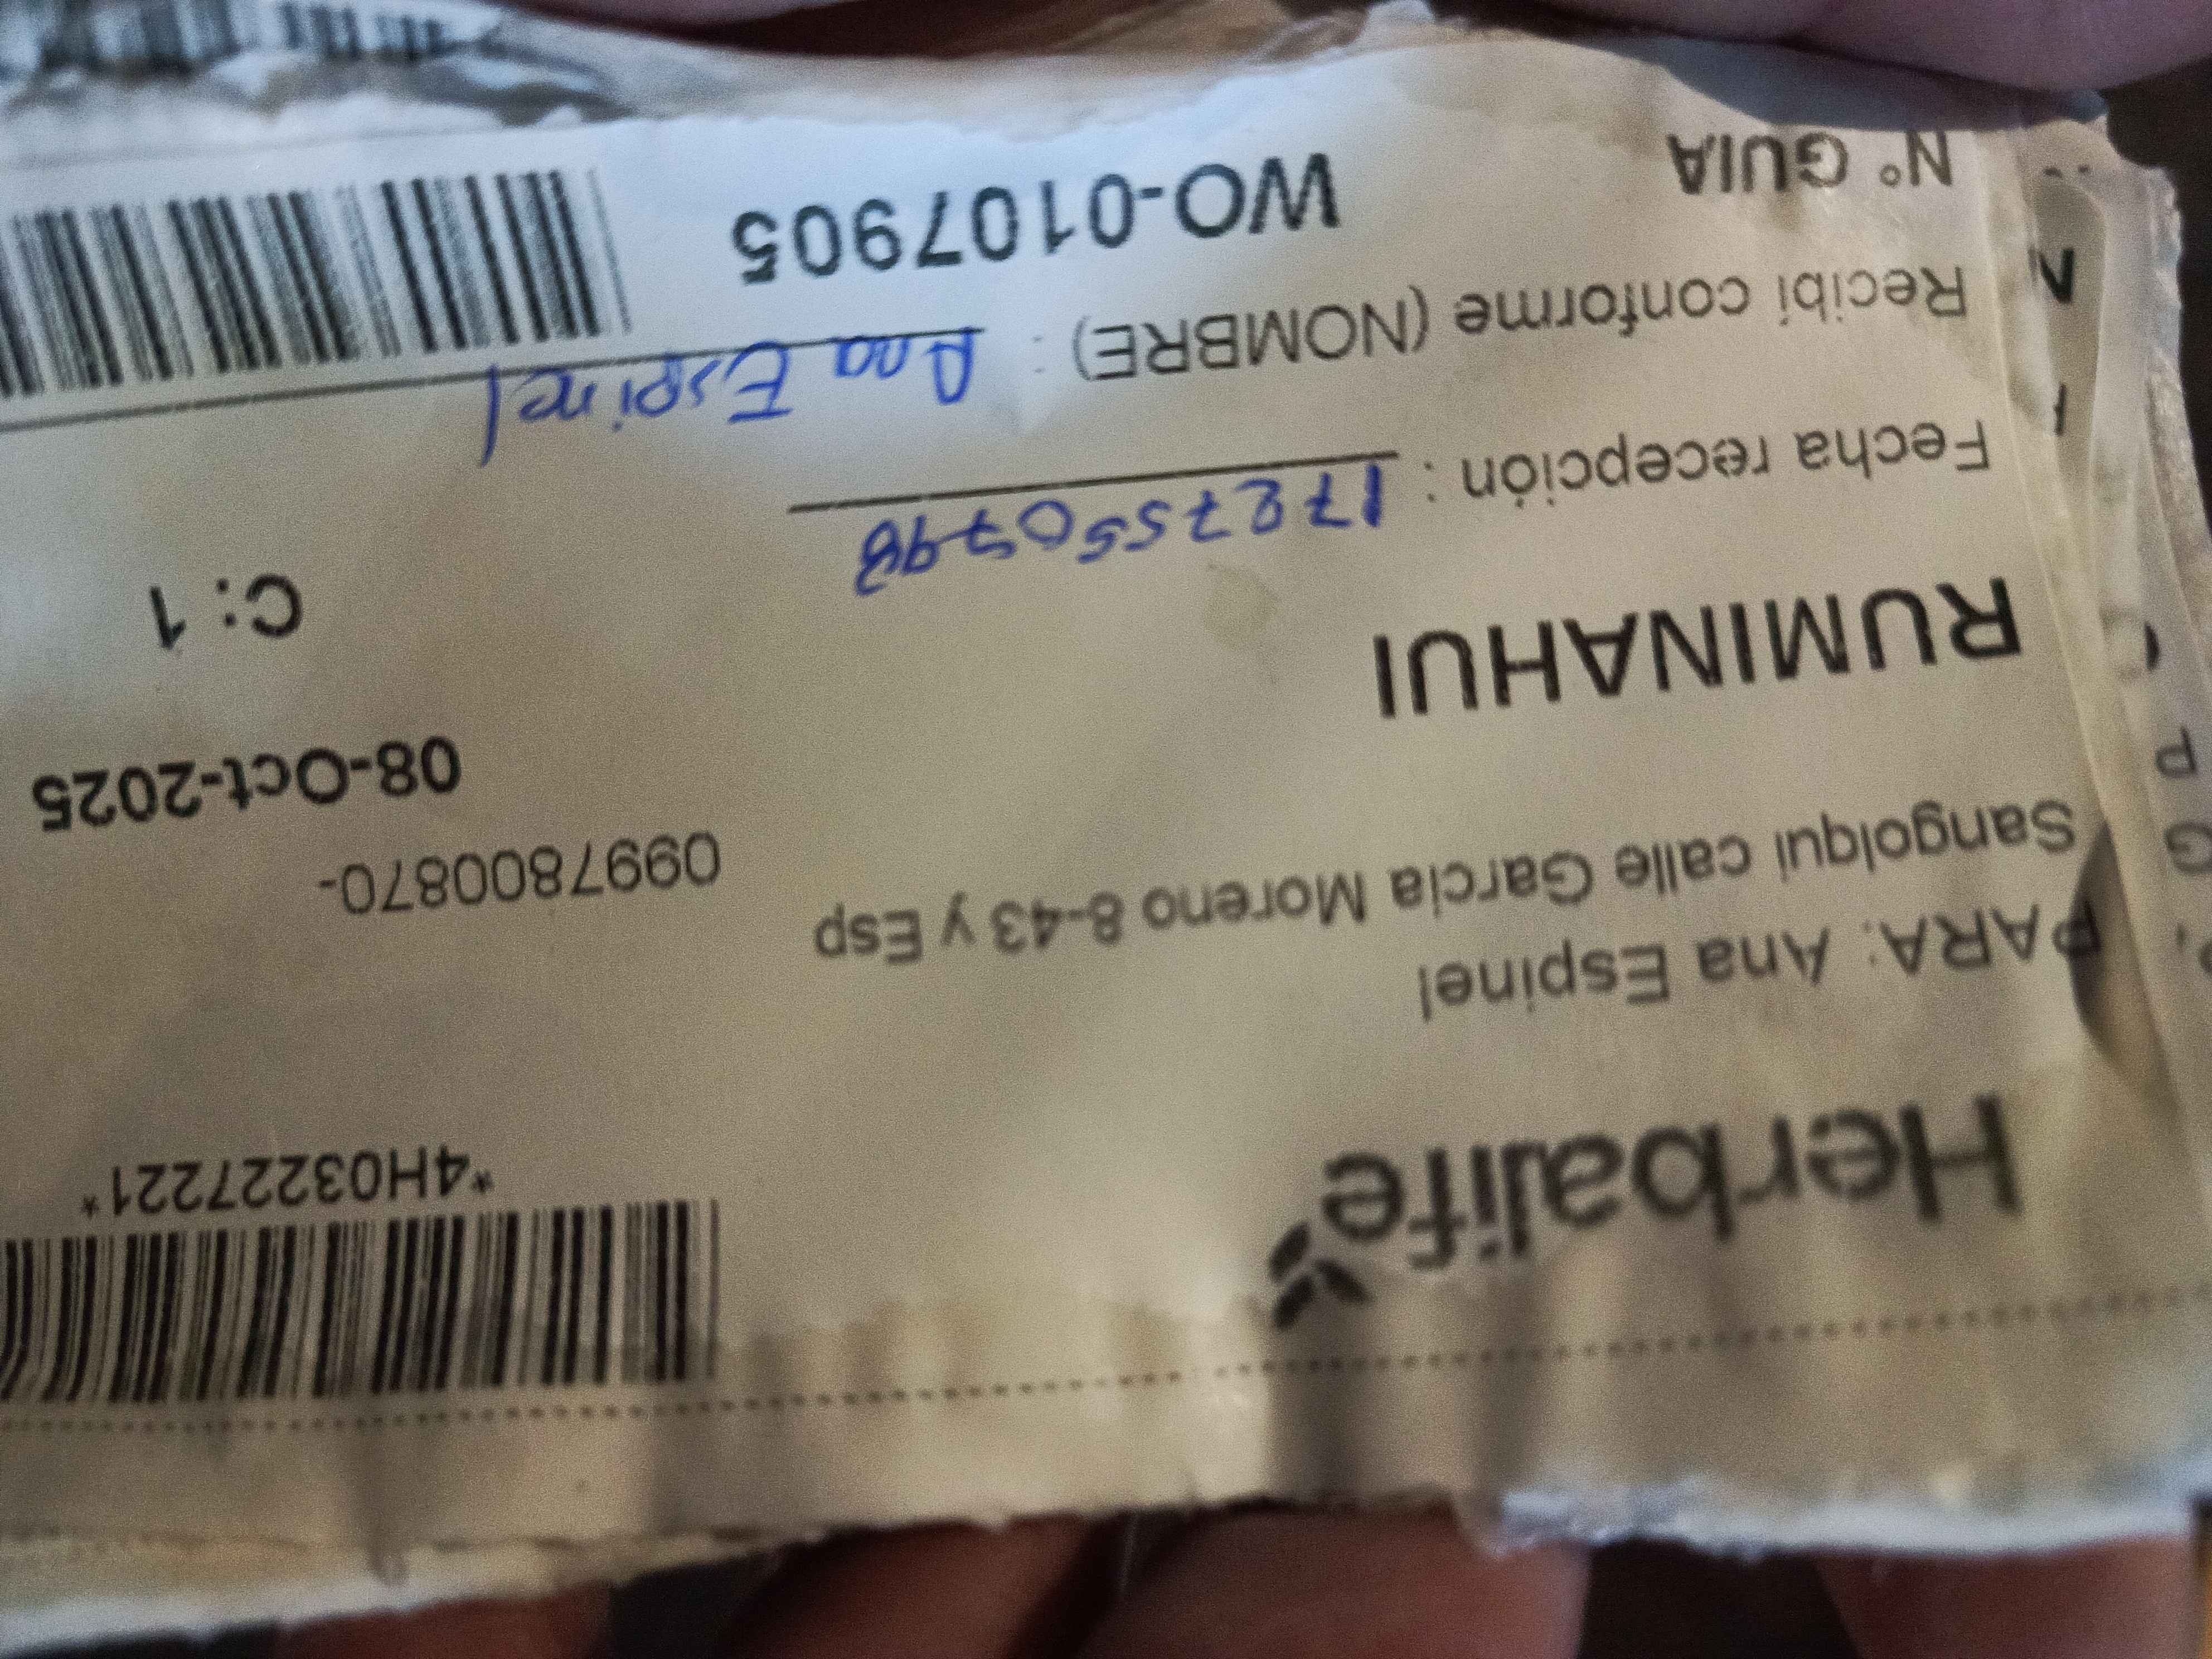 *4H03227221*
Herbalife
PARA: Ana Espinel
Sangolqui calle Garcia Moreno 8-43 y Esp
0997800870-
08-Oct-2025
RUMINAHUI
C: 1
Fecha recepción : 1727550798
Recibí conforme (NOMBRE) : Ana Espinel
N° GUIA WO-0107905